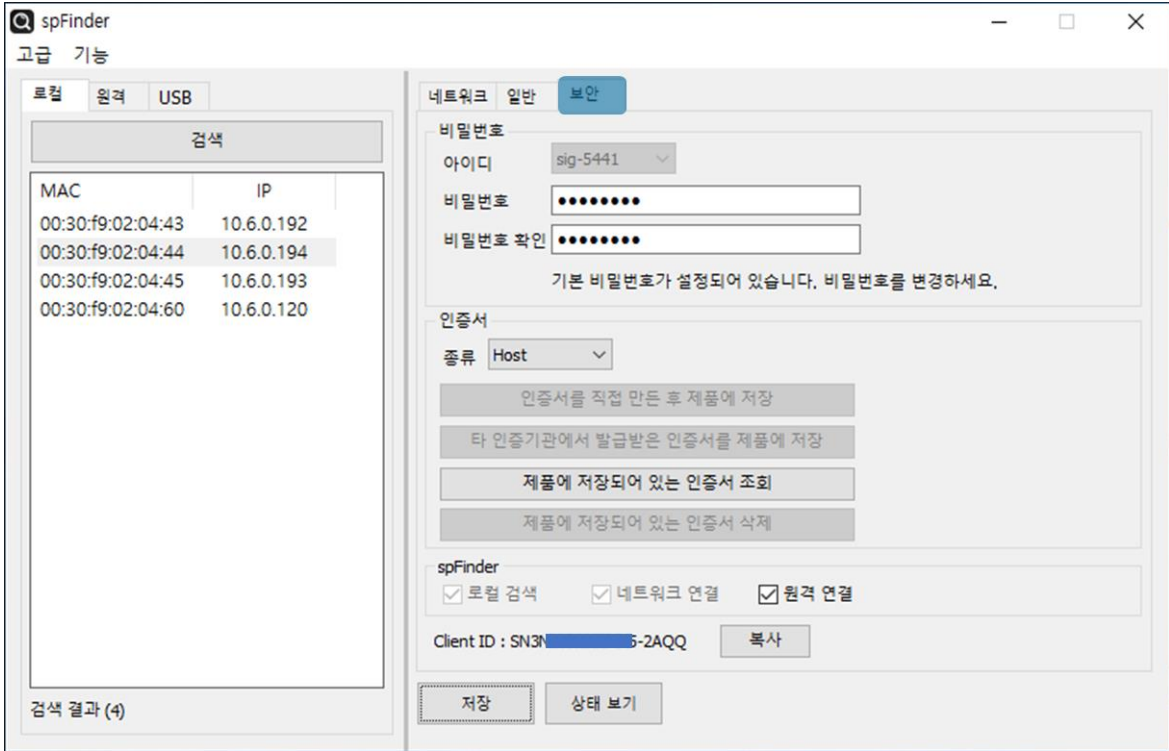 spFinder
고급 기능
로컬 원격 USB
검색
MAC IP
00:30:f9:02:04:43 10.6.0.192
00:30:f9:02:04:44 10.6.0.194
00:30:f9:02:04:45 10.6.0.193
00:30:f9:02:04:60 10.6.0.120
검색 결과 (4)
네트워크 일반 보안
비밀번호
아이디 sig-5441
비밀번호 ●●●●●●●●
비밀번호 확인 ●●●●●●●●
기본 비밀번호가 설정되어 있습니다. 비밀번호를 변경하세요.
인증서
종류 Host
인증서를 직접 만든 후 제품에 저장
타 인증기관에서 발급받은 인증서를 제품에 저장
제품에 저장되어 있는 인증서 조회
제품에 저장되어 있는 인증서 삭제
spFinder
로컬 검색 네트워크 연결 원격 연결
Client ID : SN3 -2AQQ 복사
저장 상태 보기